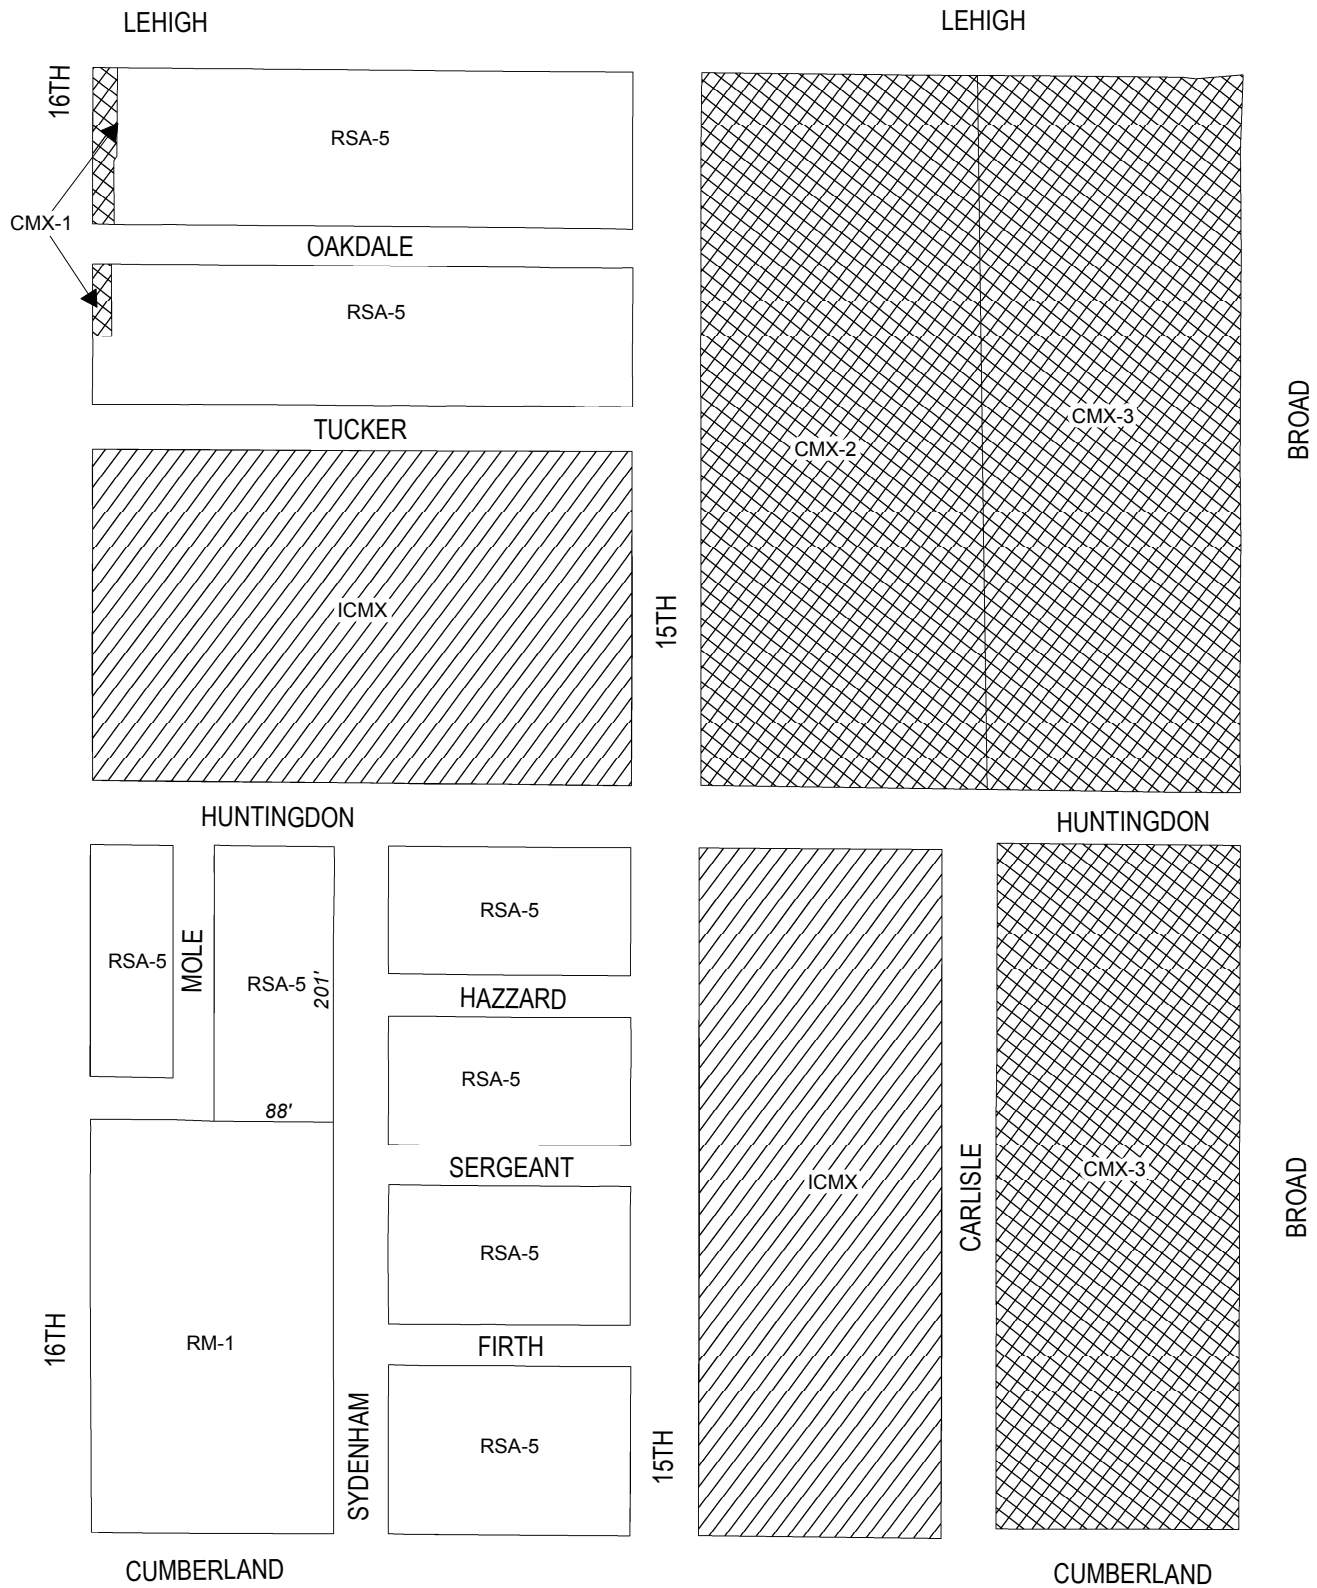 LEHIGH
LEHIGH
16TH
RSA-5
CMX-1
OAKDALE
RSA-5
BROAD
CMX-3
TUCKER
CMX-2
ICMX
15TH
HUNTINGDON
HUNTINGDON
RSA-5
MOLE
RSA-5
201'
RSA-5
HAZZARD
RSA-5
88'
SERGEANT
CARLISLE
CMX-3
BROAD
ICMX
RSA-5
16TH
RM-1
FIRTH
SYDENHAM
RSA-5
15TH
CUMBERLAND
CUMBERLAND